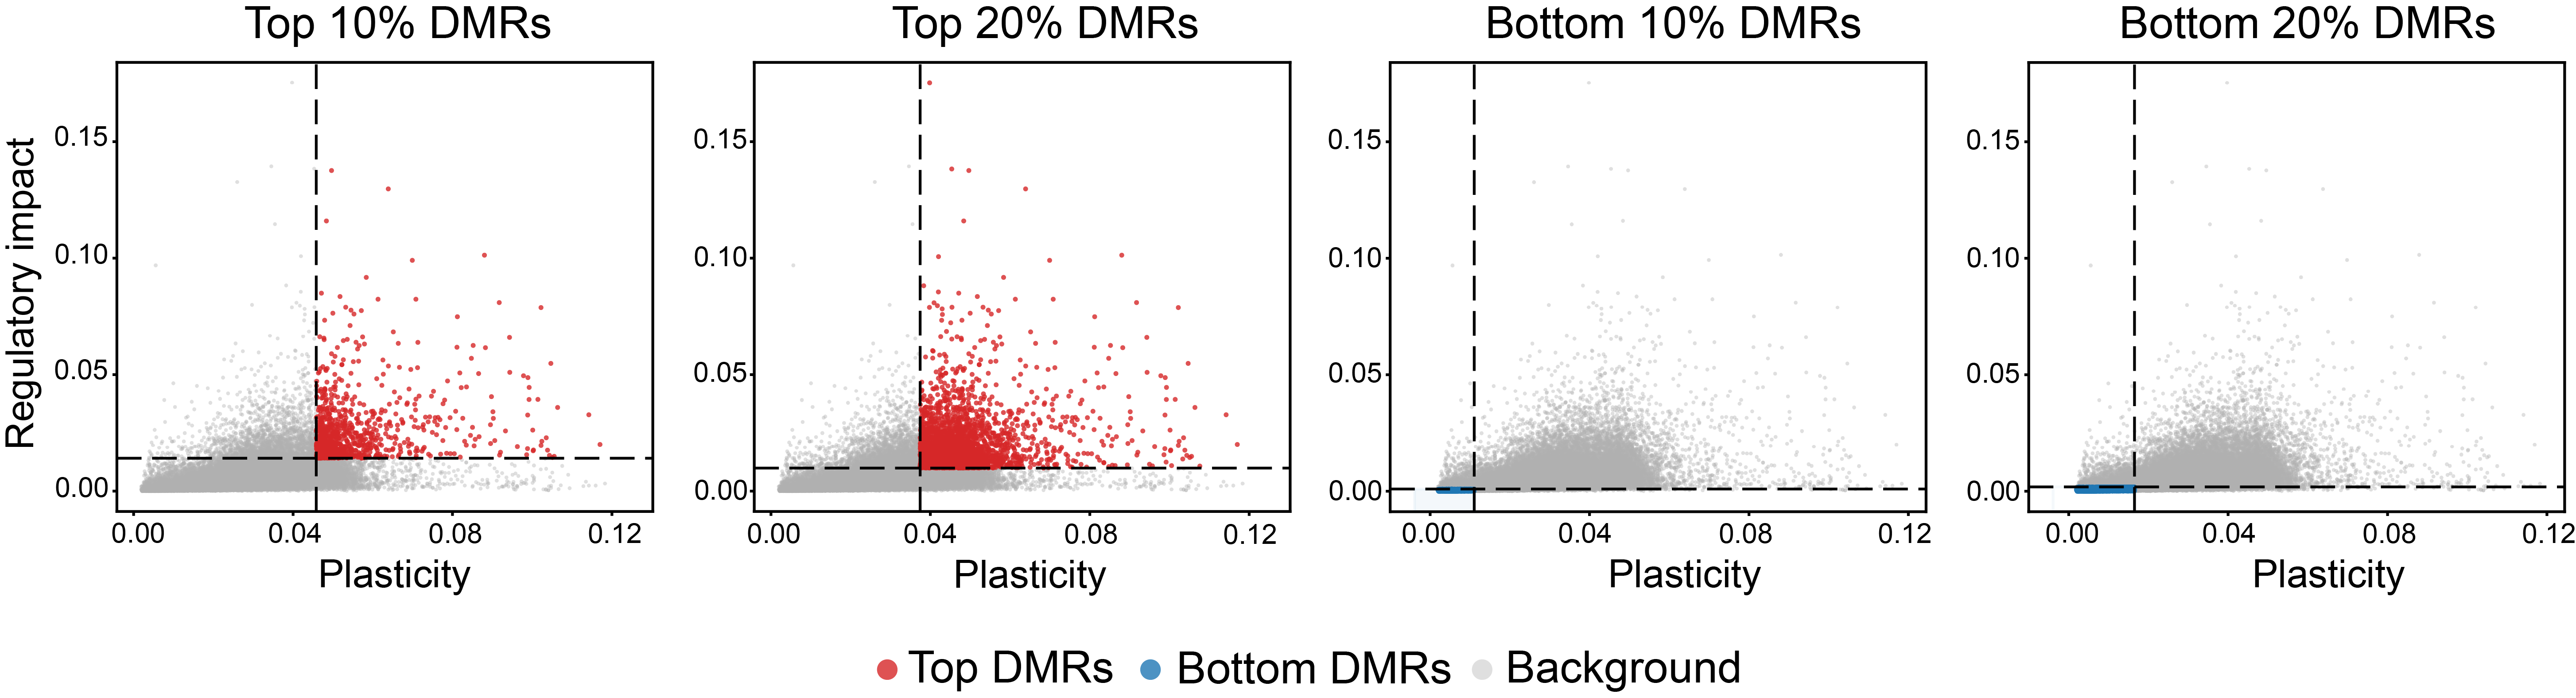 Top 10% DMRs
Top 20% DMRs
Bottom 10% DMRs
Bottom 20% DMRs
Regulatory impact
0.15
0.10
0.05
0.00
0.00 0.04 0.08 0.12
Plasticity
0.15
0.10
0.05
0.00
0.00 0.04 0.08 0.12
Plasticity
0.15
0.10
0.05
0.00
0.00 0.04 0.08 0.12
Plasticity
0.15
0.10
0.05
0.00
0.00 0.04 0.08 0.12
Plasticity
Top DMRs Bottom DMRs Background